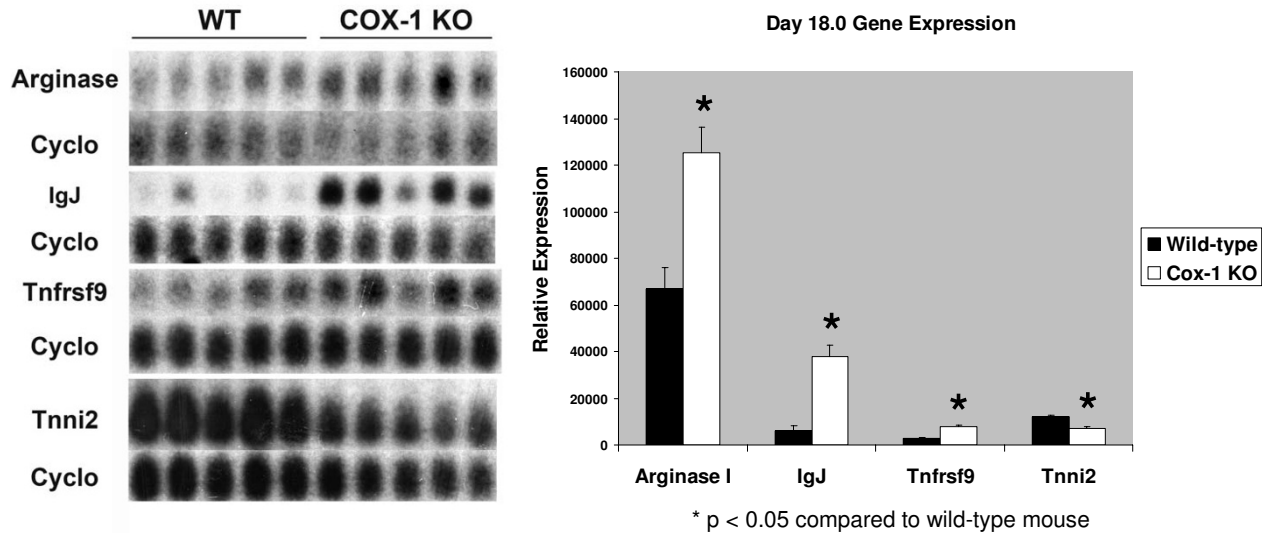 WT COX-1 KO
Arginase
Cyclo
IgJ
Cyclo
Tnfrsf9
Cyclo
Tnni2
Cyclo
Day 18.0 Gene Expression
Relative Expression
160000
140000
120000
100000
80000
60000
40000
20000
0
* * * *
Arginase I IgJ Tnfrsf9 Tnni2
Wild-type
Cox-1 KO
* p < 0.05 compared to wild-type mouse